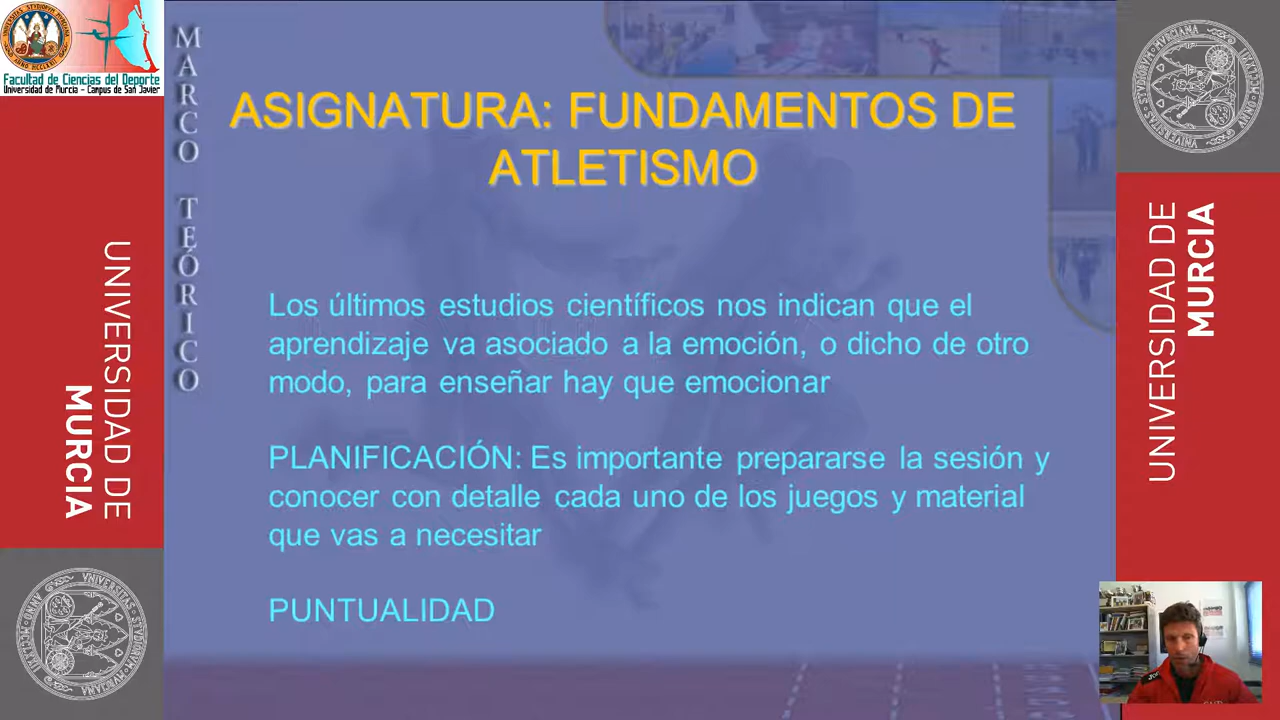 Facultad de Ciencias del Deporte
Universidad de Murcia - Campus de San Javier
MARCO TEÓRICO
ASIGNATURA: FUNDAMENTOS DE
ATLETISMO
Los últimos estudios científicos nos indican que el
aprendizaje va asociado a la emoción, o dicho de otro
modo, para enseñar hay que emocionar
PLANIFICACIÓN: Es importante prepararse la sesión y
conocer con detalle cada uno de los juegos y material
que vas a necesitar
PUNTUALIDAD
UNIVERSIDAD DE
MURCIA
UNIVERSIDAD DE
MURCIA